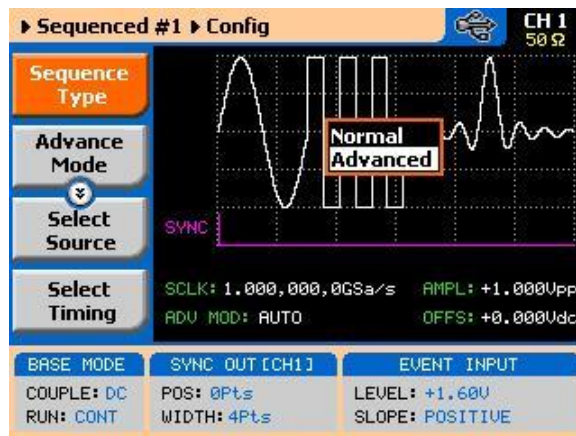 ▸ Sequenced #1 ▸ Config
CH 1
50 Ω
Sequence
Type
Advance
Mode
Select
Source
Select
Timing
Normal
Advanced
SYNC
SCLK: 1.000,000,0GSa/s
AMPL: +1.000Vpp
ADV MOD: AUTO
OFFS: +0.000Vdc
BASE MODE
COUPLE: DC
RUN: CONT
SYNC OUT [CH1]
POS: 0Pts
WIDTH: 4Pts
EVENT INPUT
LEVEL: +1.60V
SLOPE: POSITIVE